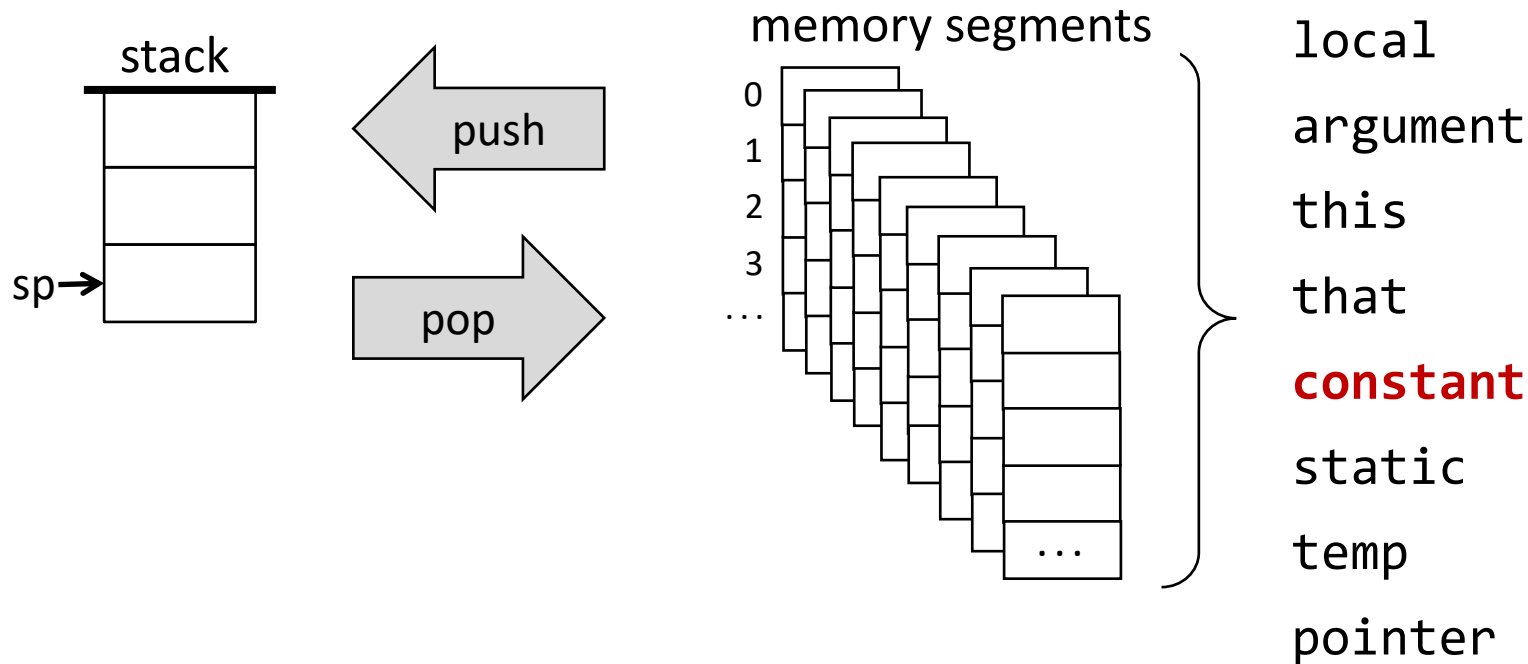 stack
sp
push
pop
memory segments
0
1
2
3
...
...
local
argument
this
that
constant
static
temp
pointer